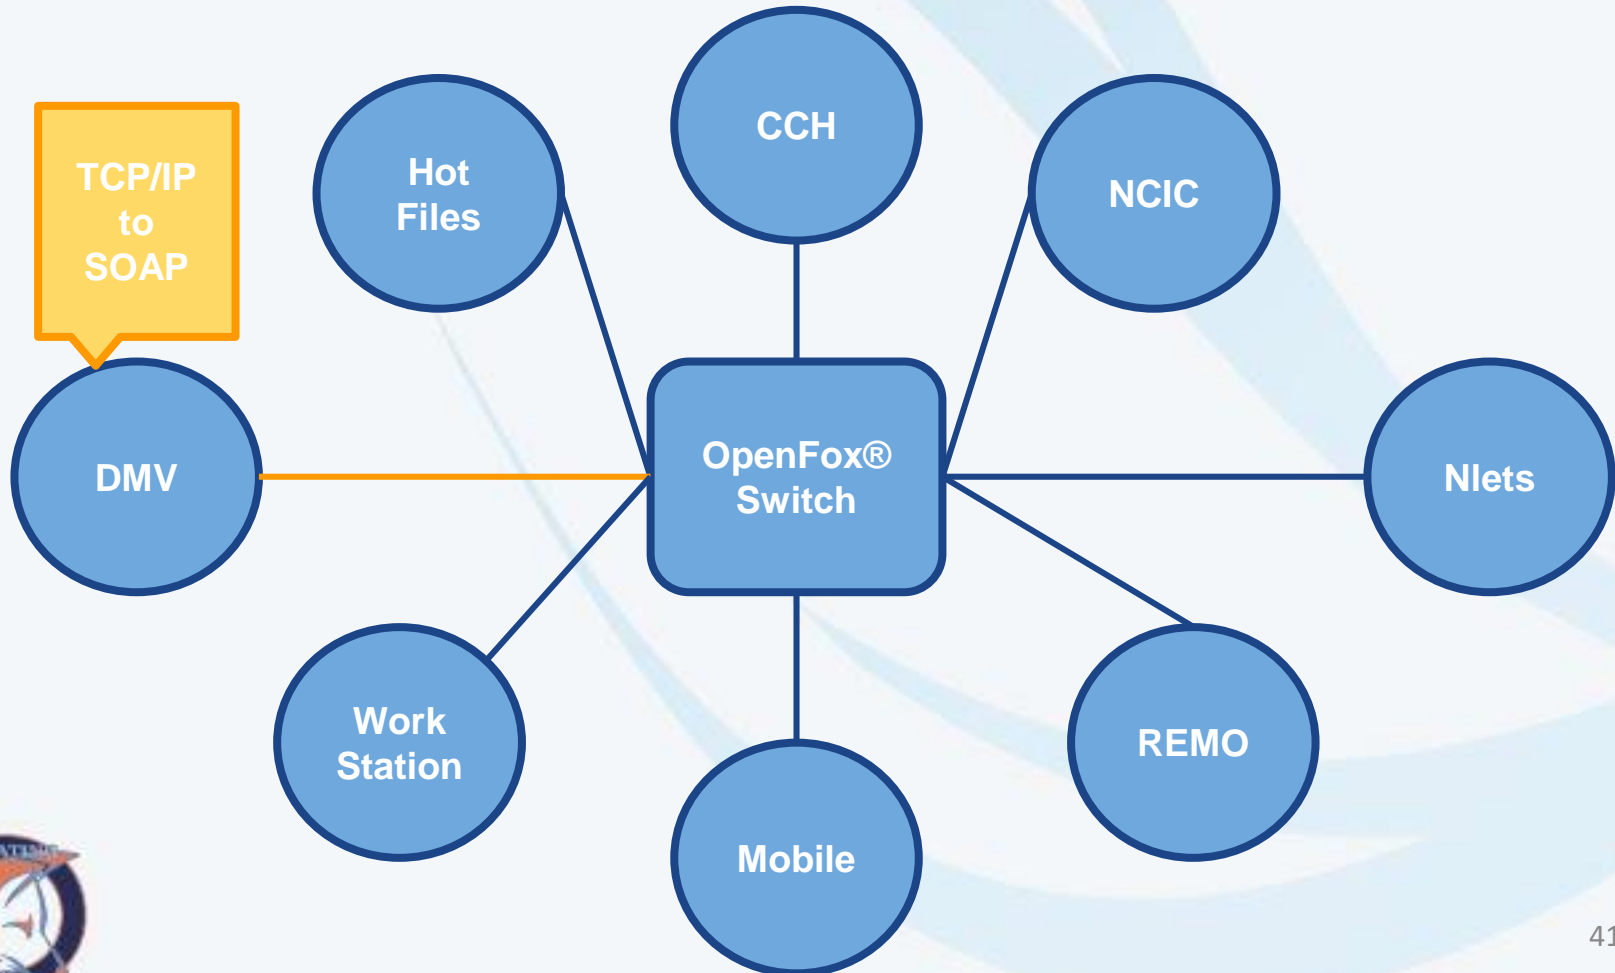 CCH
Hot
Files
NCIC
TCP/IP
to
SOAP
OpenFox®
Switch
DMV
Nlets
Work
Station
REMO
Mobile
41